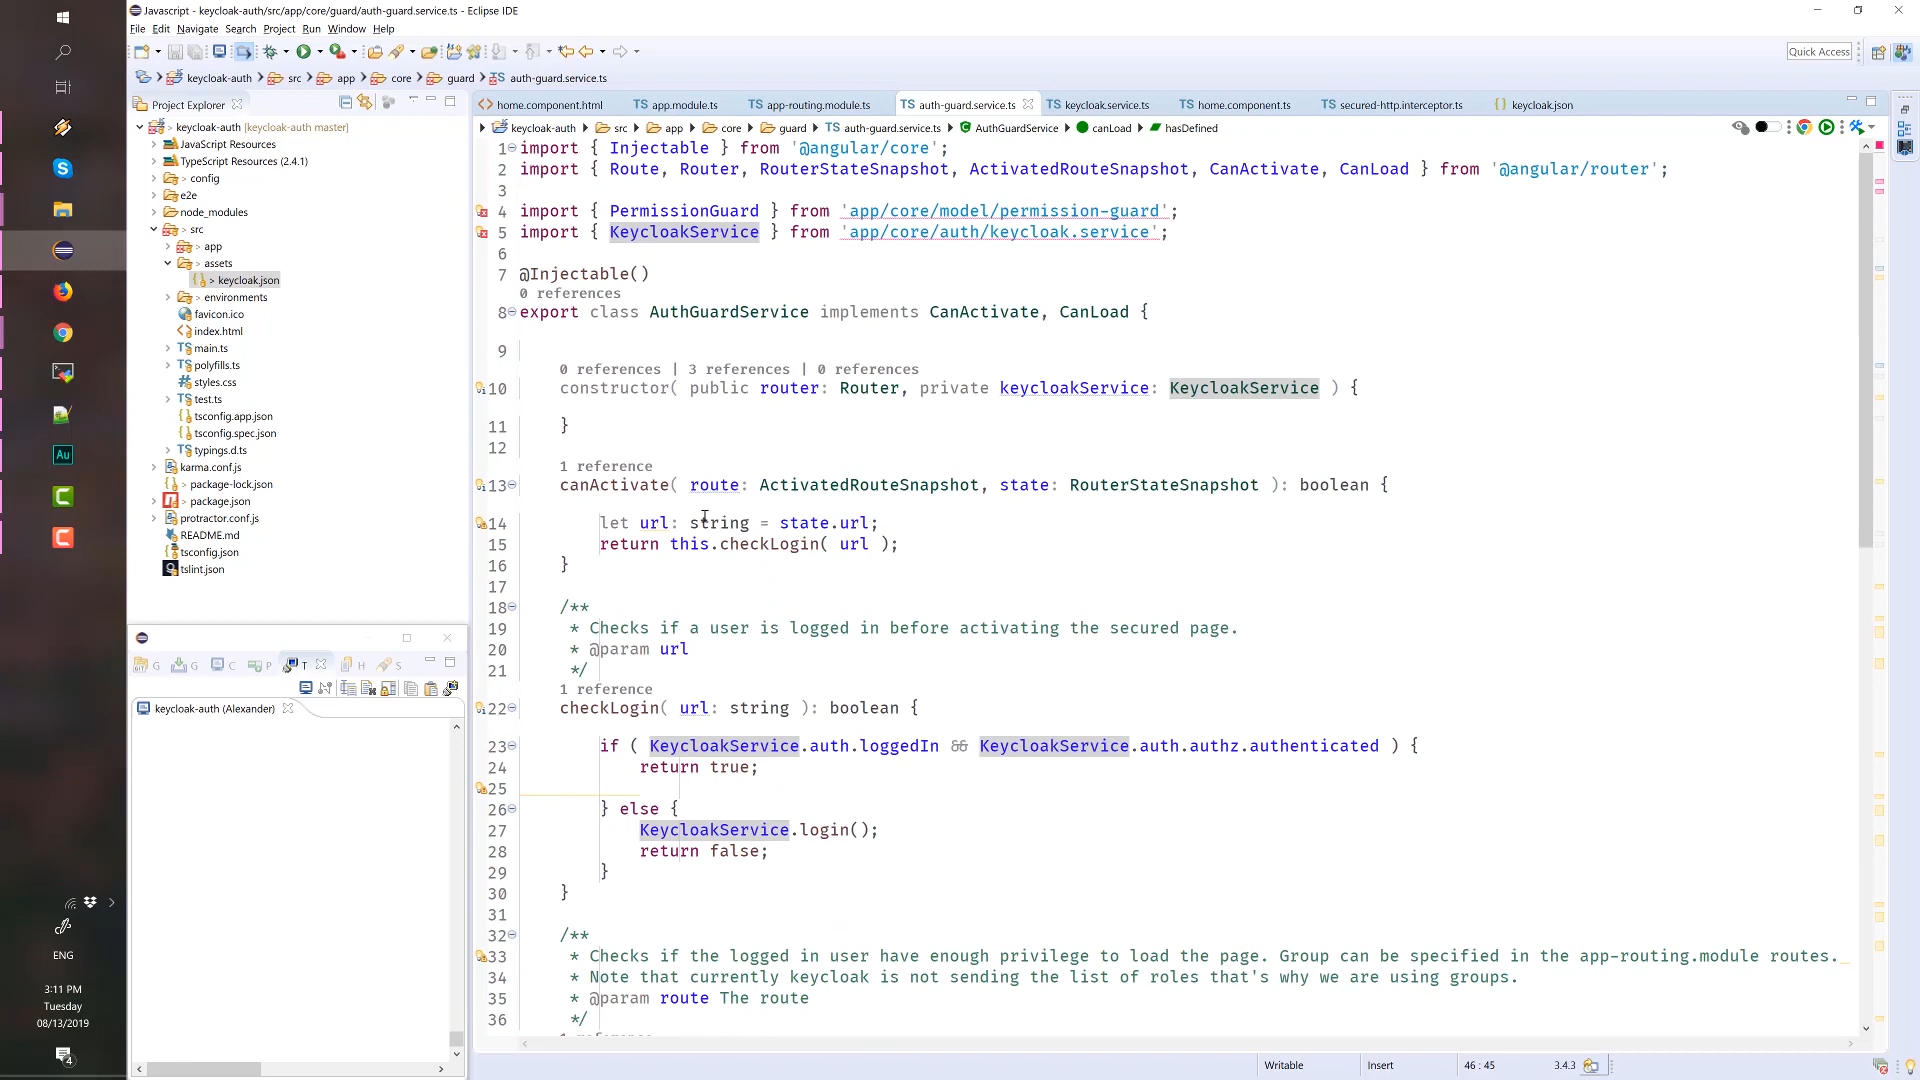 Javascript - keycloak-auth/src/app/core/guard/auth-guard.service.ts - Eclipse IDE
File Edit Navigate Search Project Run Window Help
Quick Access
keycloak-auth src app core guard TS auth-guard.service.ts
Project Explorer
home.component.html TS app.module.ts TS app-routing.module.ts TS auth-guard.service.ts TS keycloak.service.ts TS home.component.ts TS secured-http.interceptor.ts {} keycloak.json
keycloak-auth src app core guard TS auth-guard.service.ts AuthGuardService canLoad hasDefined
> keycloak-auth [keycloak-auth master]
JavaScript Resources
TypeScript Resources (2.4.1)
> config
e2e
node_modules
> src
> app
> assets
> keycloak.json
> environments
favicon.ico
index.html
main.ts
polyfills.ts
styles.css
test.ts
tsconfig.app.json
tsconfig.spec.json
typings.d.ts
karma.conf.js
> package-lock.json
> package.json
protractor.conf.js
README.md
tsconfig.json
tslint.json
G G C P T H S
keycloak-auth (Alexander)
1 import { Injectable } from '@angular/core';
2 import { Route, Router, RouterStateSnapshot, ActivatedRouteSnapshot, CanActivate, CanLoad } from '@angular/router';
3
4 import { PermissionGuard } from 'app/core/model/permission-guard';
5 import { KeycloakService } from 'app/core/auth/keycloak.service';
6
7 @Injectable()
0 references
8 export class AuthGuardService implements CanActivate, CanLoad {
9
0 references | 3 references | 0 references
10 constructor( public router: Router, private keycloakService: KeycloakService ) {
11 }
12
1 reference
13 canActivate( route: ActivatedRouteSnapshot, state: RouterStateSnapshot ): boolean {
14 let url: string = state.url;
15 return this.checkLogin( url );
16 }
17
18 /**
19 * Checks if a user is logged in before activating the secured page.
20 * @param url
21 */
1 reference
22 checkLogin( url: string ): boolean {
23 if ( KeycloakService.auth.loggedIn && KeycloakService.auth.authz.authenticated ) {
24 return true;
25
26 } else {
27 KeycloakService.login();
28 return false;
29 }
30 }
31
32 /**
33 * Checks if the logged in user have enough privilege to load the page. Group can be specified in the app-routing.module routes.
34 * Note that currently keycloak is not sending the list of roles that's why we are using groups.
35 * @param route The route
36 */
Au
ENG
3:11 PM
Tuesday
08/13/2019
4
Writable Insert 46 : 45 3.4.3